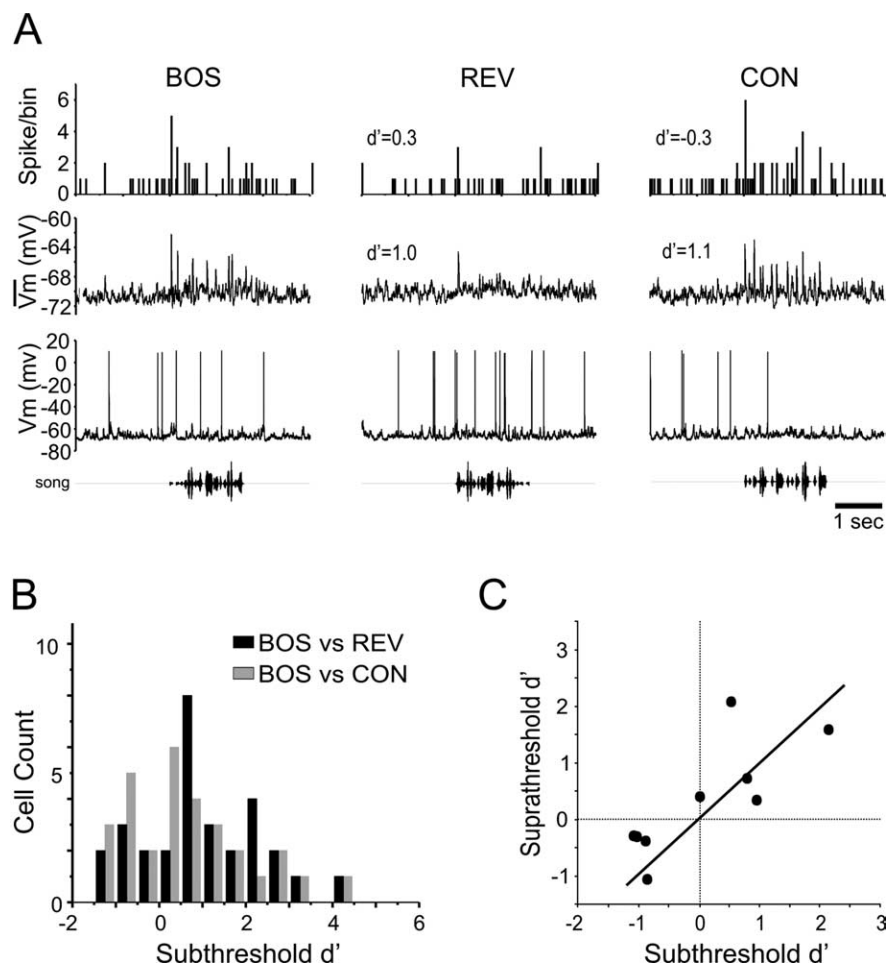 A
BOS REV CON
Spike/bin
6
4
2
0
d'=0.3
d'=-0.3
Vm (mV)
-60
-64
-68
-72
d'=1.0
d'=1.1
Vm (mv)
20
0
-20
-40
-60
-80
song
1 sec
B
BOS vs REV
BOS vs CON
Cell Count
10
5
0
-2 0 2 4 6
Subthreshold d'
C
Suprathreshold d'
3
2
1
0
-1
-2 -1 0 1 2 3
Subthreshold d'